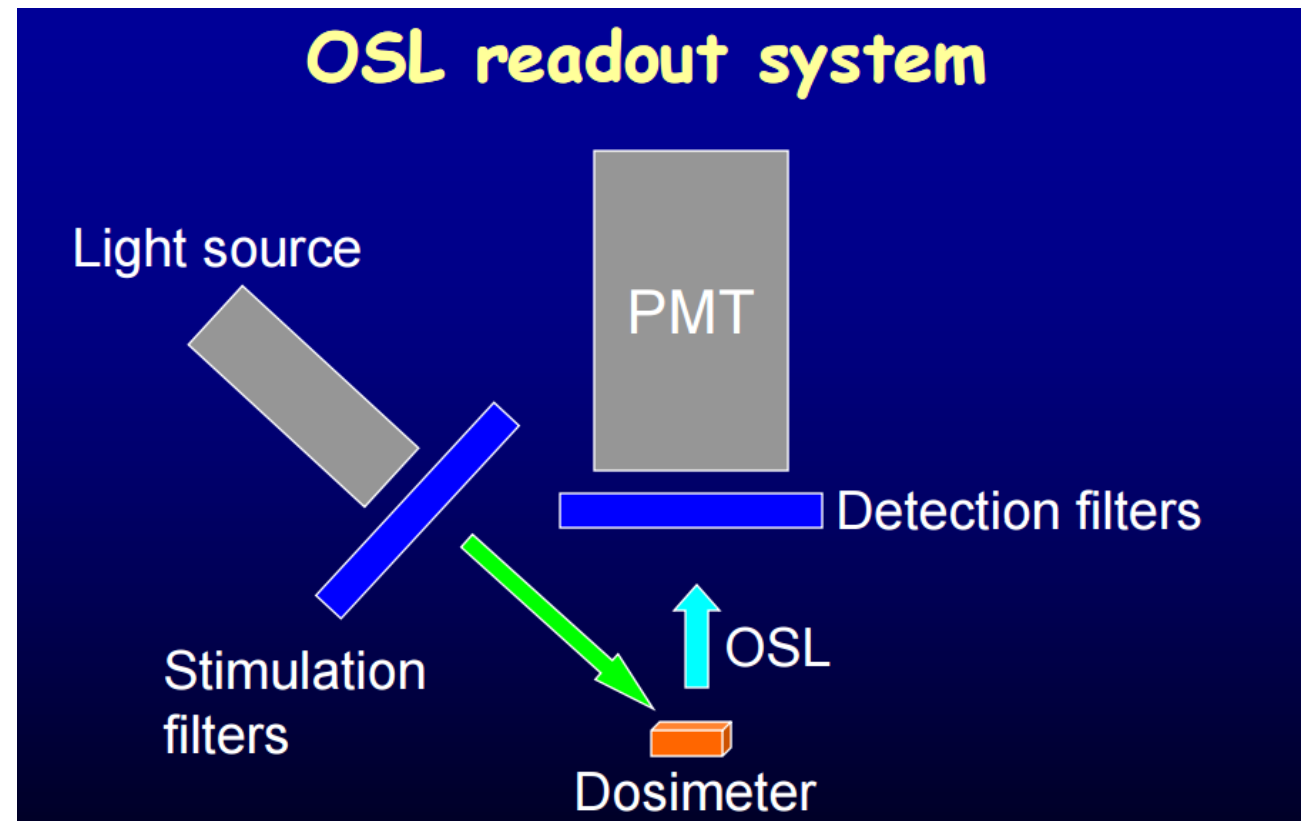 OSL readout system
Light source
PMT
Detection filters
OSL
Stimulation
filters
Dosimeter